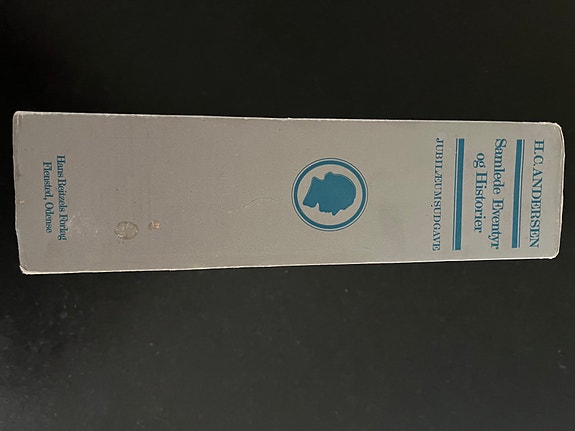 H.C. ANDERSEN
Samlede Eventyr
og Historier
JUBILÆUMSUDGAVE
Hans Reitzels Forlag
Flensted, Odense